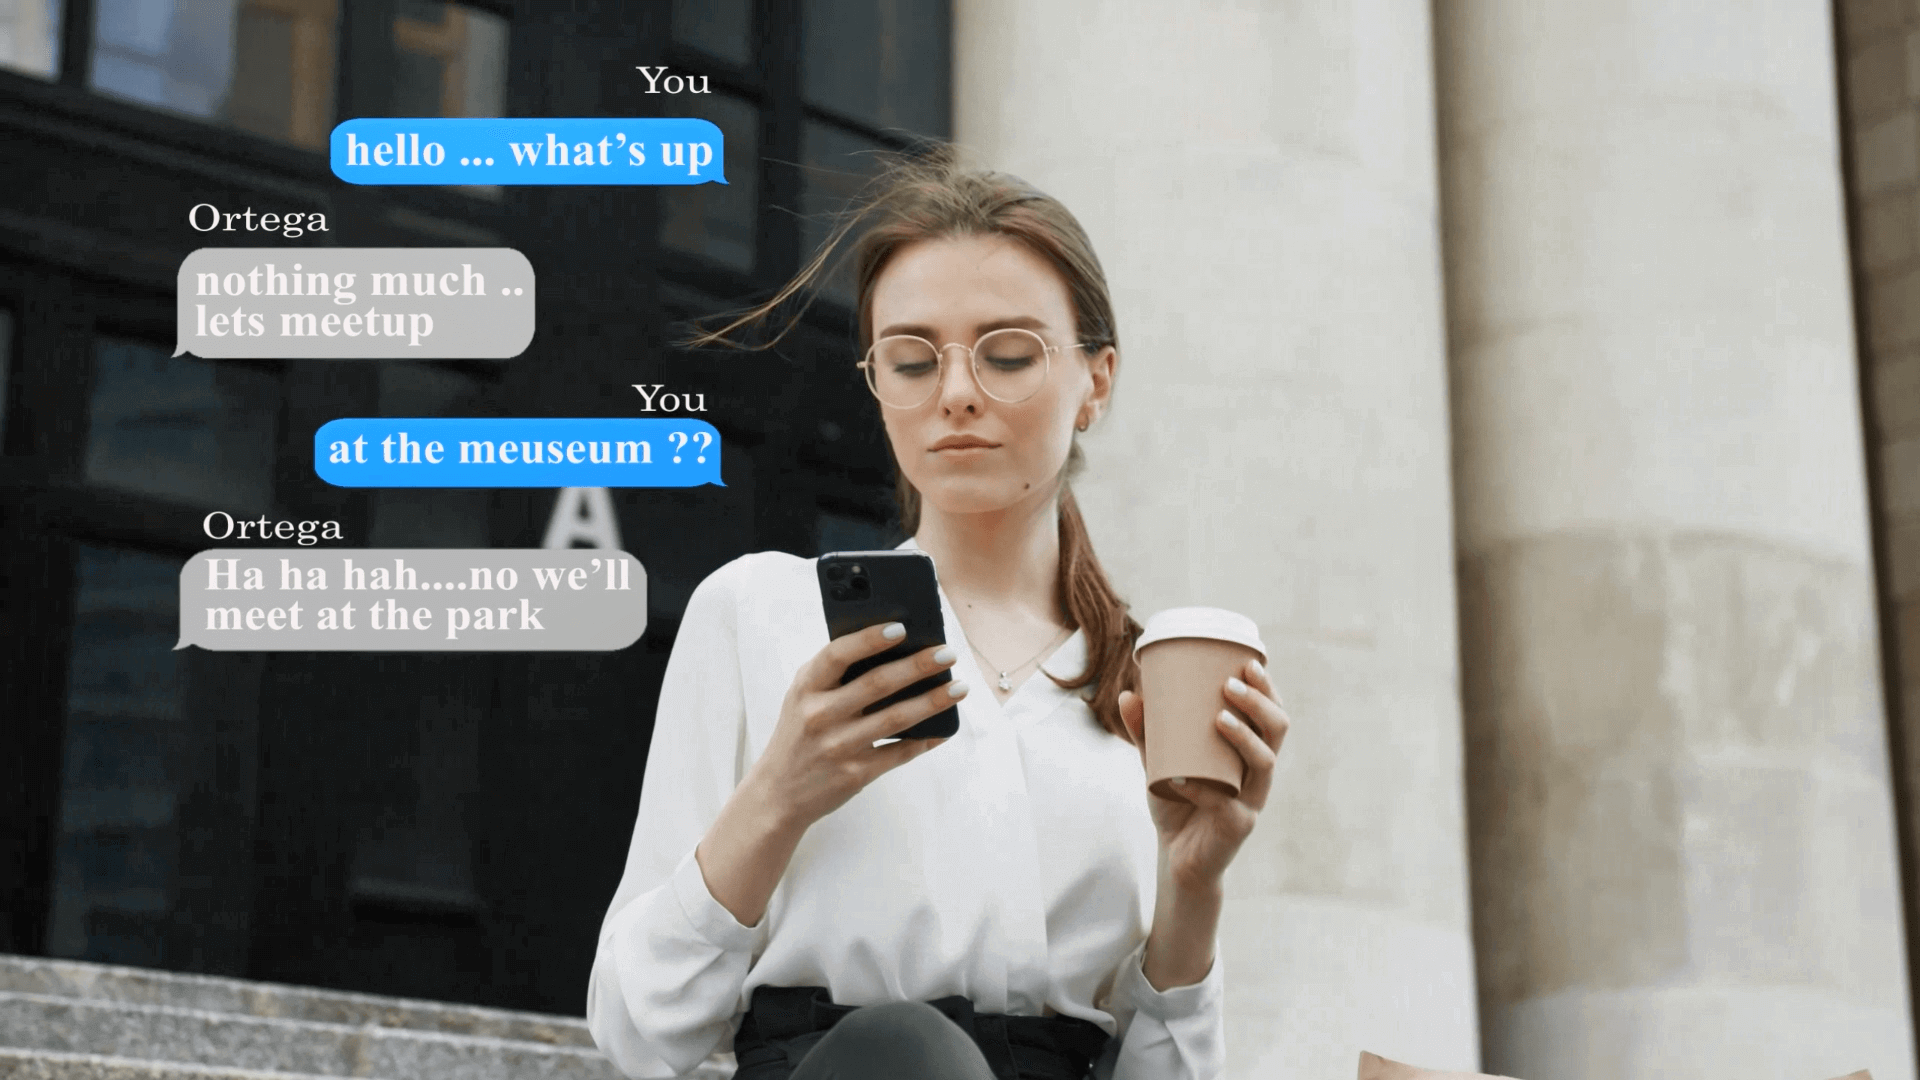 You
hello ... what’s up
Ortega
nothing much ..
lets meetup
You
at the meuseum ??
A
Ortega
Ha ha hah....no we’ll
meet at the park